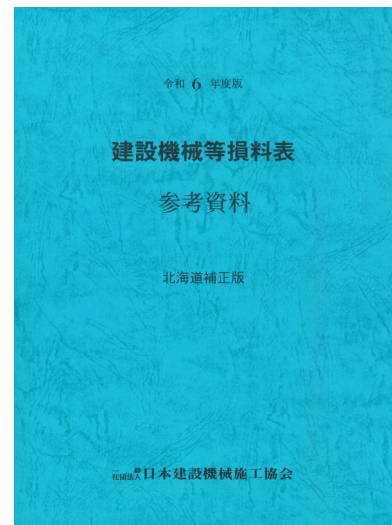 令和 6 年度版
建設機械等損料表
参考資料
北海道補正版
一般社団法人 日本建設機械施工協会